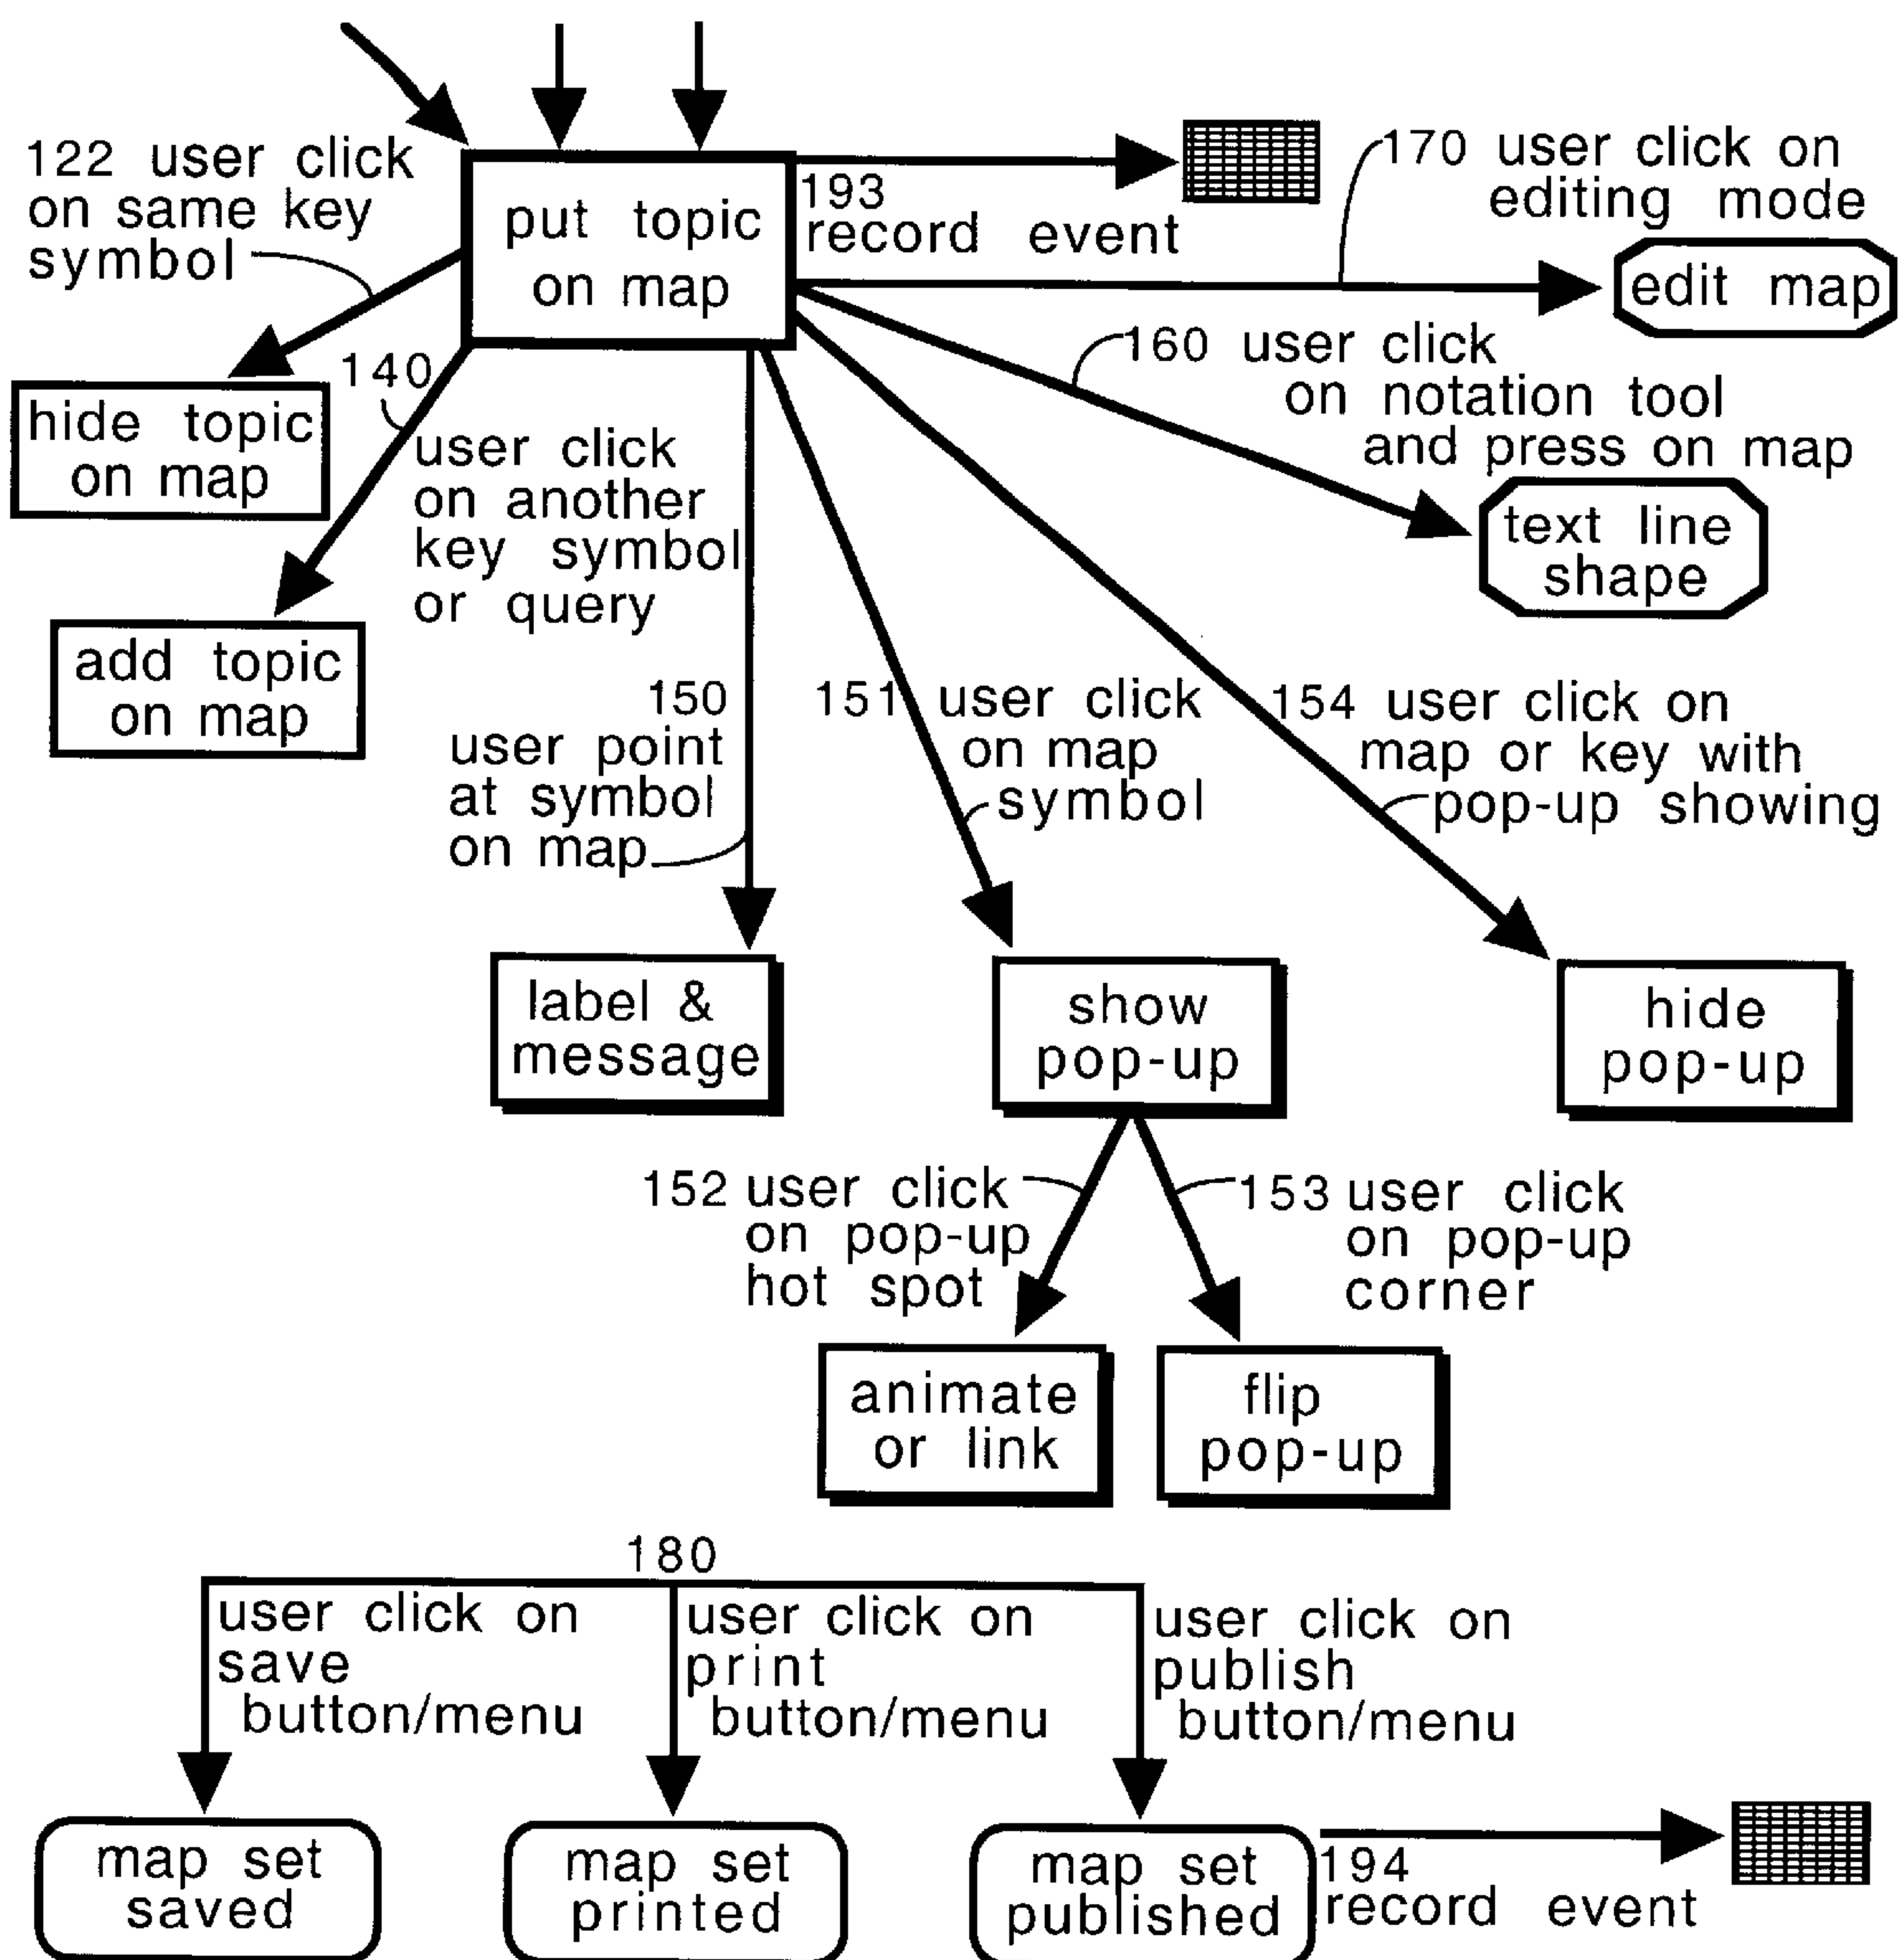 122 user click
on same key
symbol
put topic
on map
193
record event
170 user click on
editing mode
edit map
160 user click
on notation tool
and press on map
text line
shape
hide topic
on map
140
user click
on another
key symbol
or query
add topic
on map
150
user point
at symbol
on map
151 user click
on map
symbol
154 user click on
map or key with
pop-up showing
label &
message
show
pop-up
hide
pop-up
152 user click
on pop-up
hot spot
153 user click
on pop-up
corner
animate
or link
flip
pop-up
180
user click on
save
button/menu
user click on
print
button/menu
user click on
publish
button/menu
map set
saved
map set
printed
map set
published
194
record event